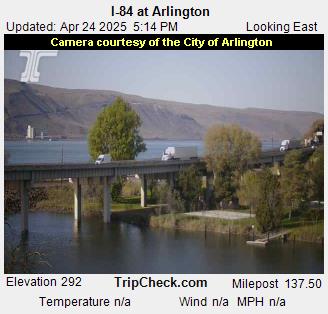 I-84 at Arlington
Updated: Apr 24 2025 5:14 PM Looking East
Camera courtesy of the City of Arlington
Elevation 292 TripCheck.com Milepost 137.50
Temperature n/a Wind n/a MPH n/a